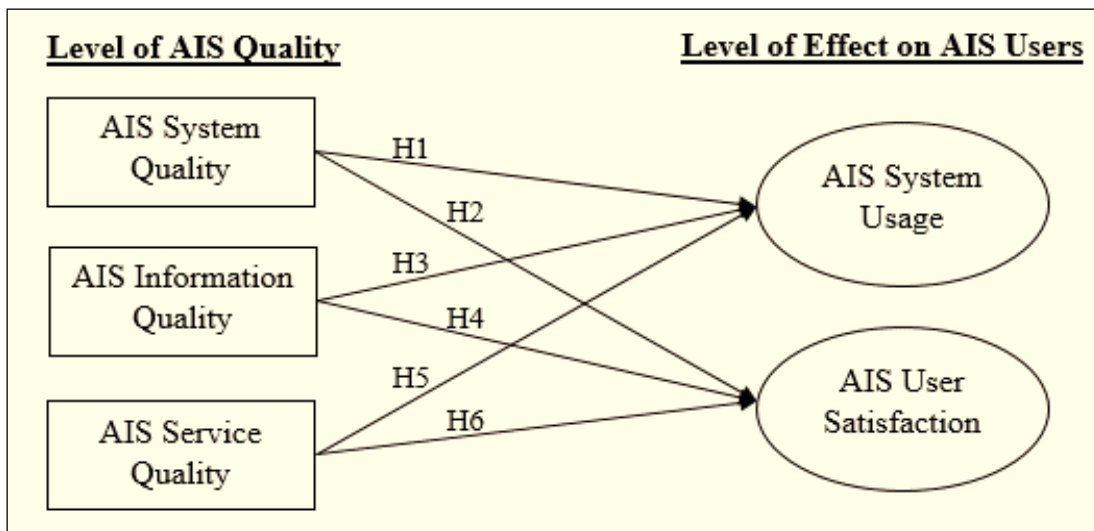 Level of AIS Quality
Level of Effect on AIS Users
AIS System
Quality
H1
H2
AIS System
Usage
AIS Information
Quality
H3
H4
AIS Service
Quality
H5
H6
AIS User
Satisfaction